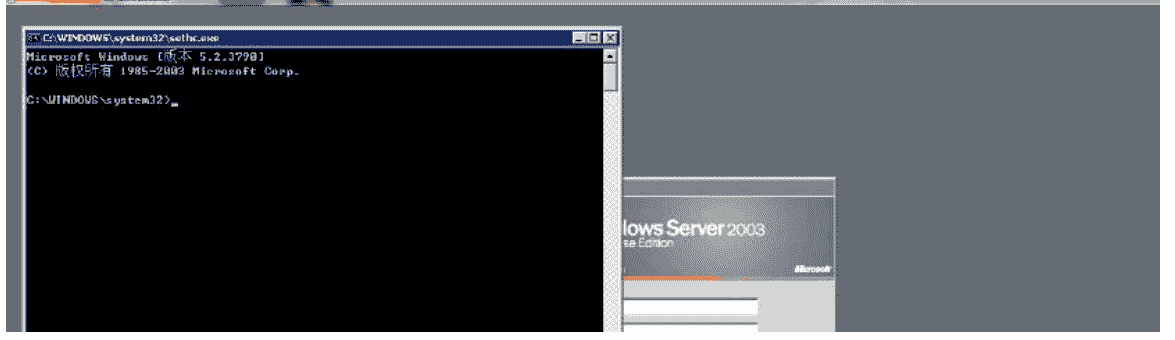 C:\WINDOWS\system32\sethc.exe
Microsoft Windows [版本 5.2.3790]
(C) 版权所有 1985-2003 Microsoft Corp.
C:\WINDOWS\system32>_
lows Server 2003
se Edition
Microsoft